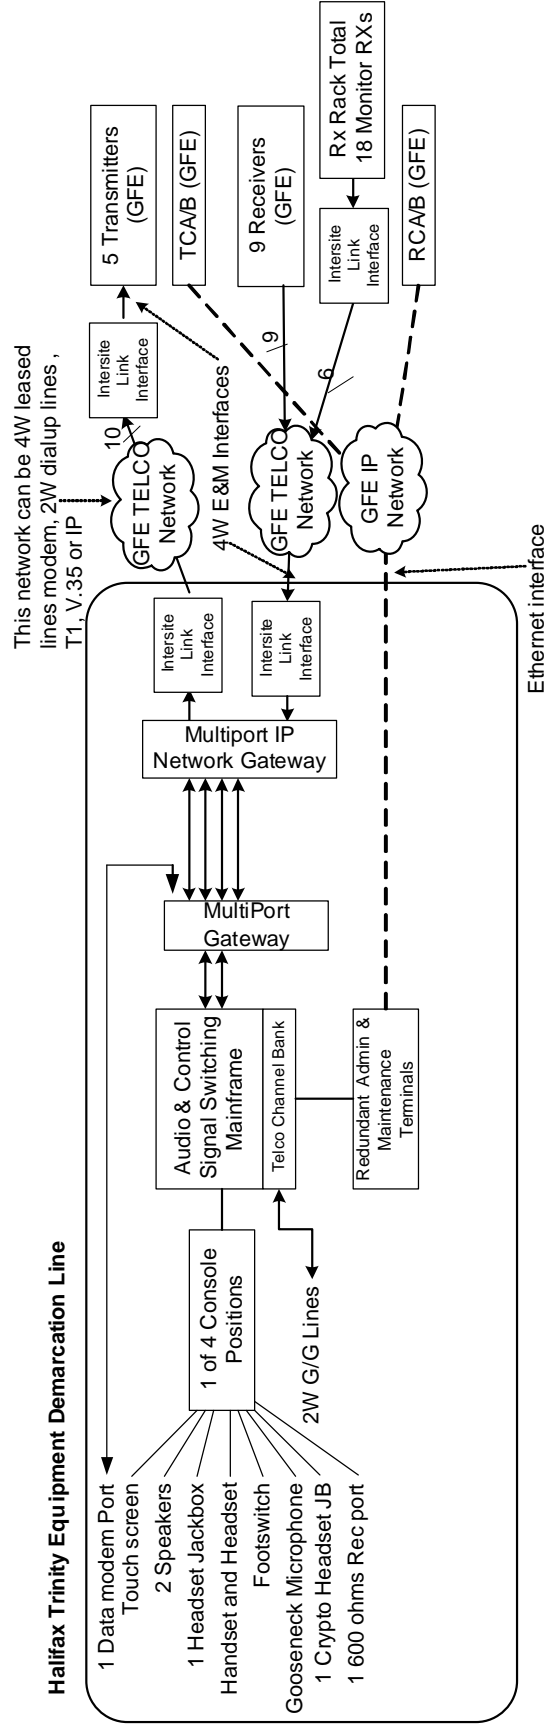 Halifax Trinity Equipment Demarcation Line
1 Data modem Port
Touch screen
2 Speakers
1 Headset Jackbox
Handset and Headset
Footswitch
Gooseneck Microphone
1 Crypto Headset JB
1 600 ohms Rec port
1 of 4 Console
Positions
2W G/G Lines
Audio & Control
Signal Switching
Mainframe
Telco Channel Bank
Redundant Admin &
Maintenance
Terminals
MultiPort
Gateway
Multiport IP
Network Gateway
Intersite
Link
Interface
Intersite
Link
Interface
This network can be 4W leased
lines modem, 2W dialup lines ,
T1, V.35 or IP
GFE TELCO
Network
10
Intersite
Link
Interface
5 Transmitters
(GFE)
TCA/B (GFE)
4W E&M Interfaces
GFE TELCO
Network
9
9 Receivers
(GFE)
6
Intersite
Link
Interface
Rx Rack Total
18 Monitor RXs
GFE IP
Network
RCA/B (GFE)
Ethernet interface